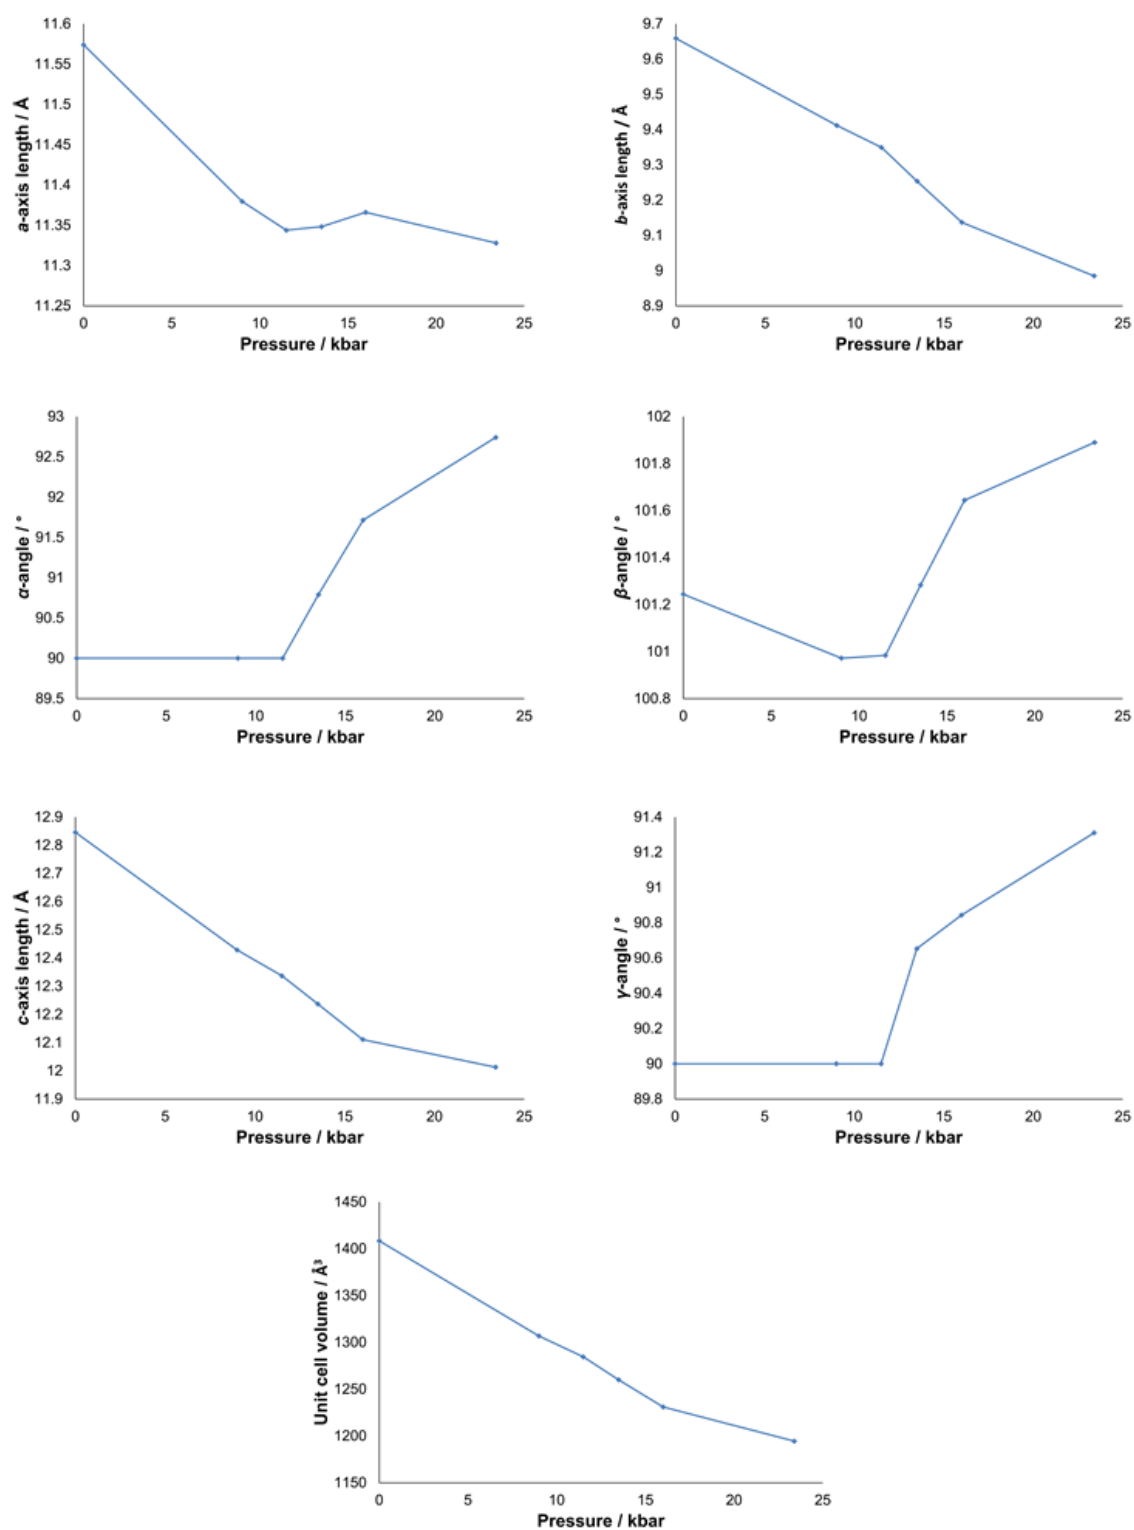 11.6
11.55
11.5
11.45
11.4
11.35
11.3
11.25
a-axis length / Å
0 5 10 15 20 25
Pressure / kbar
9.7
9.6
9.5
9.4
9.3
9.2
9.1
9
8.9
b-axis length / Å
0 5 10 15 20 25
Pressure / kbar
93
92.5
92
91.5
91
90.5
90
89.5
α-angle / °
0 5 10 15 20 25
Pressure / kbar
102
101.8
101.6
101.4
101.2
101
100.8
β-angle / °
0 5 10 15 20 25
Pressure / kbar
12.9
12.8
12.7
12.6
12.5
12.4
12.3
12.2
12.1
12
11.9
c-axis length / Å
0 5 10 15 20 25
Pressure / kbar
91.4
91.2
91
90.8
90.6
90.4
90.2
90
89.8
γ-angle / °
0 5 10 15 20 25
Pressure / kbar
1450
1400
1350
1300
1250
1200
1150
Unit cell volume / Å³
0 5 10 15 20 25
Pressure / kbar